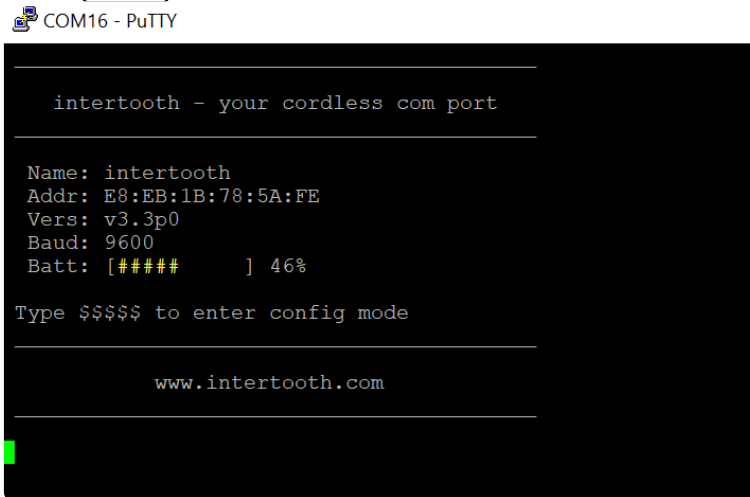 COM16 - PuTTY
intertooth - your cordless com port
Name: intertooth
Addr: E8:EB:1B:78:5A:FE
Vers: v3.3p0
Baud: 9600
Batt: [#####     ] 46%
Type $$$$$ to enter config mode
www.intertooth.com